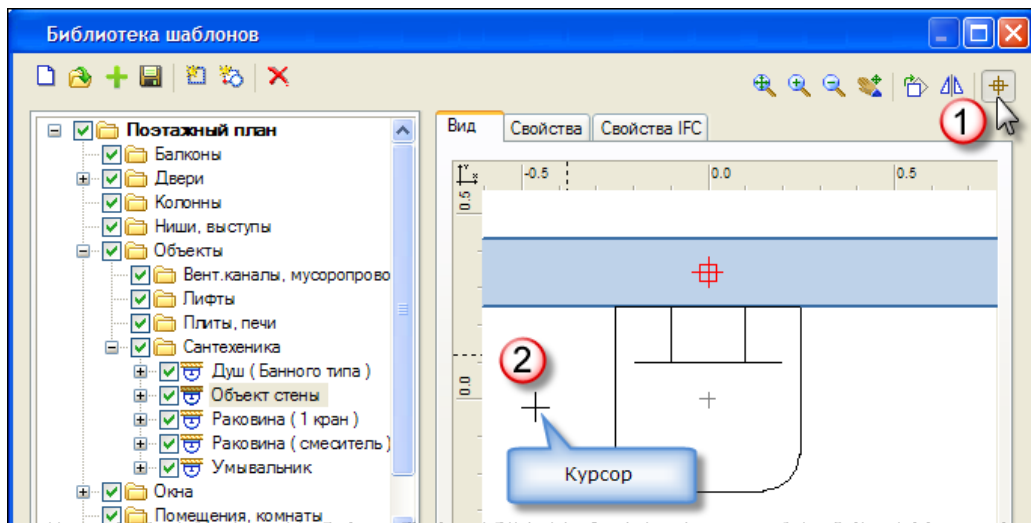 Библиотека шаблонов
1
Поэтажный план
Балконы
Двери
Колонны
Ниши, выступы
Объекты
Вент.каналы, мусоропрово
Лифты
Плиты, печи
Сантехеника
Душ ( Банного типа )
Объект стены
Раковина ( 1 кран )
Раковина ( смеситель )
Умывальник
Окна
Помещения, комнаты
Вид
Свойства
Свойства IFC
Y
x
-0.5
0.0
0.5
0.5
0.0
2
Курсор